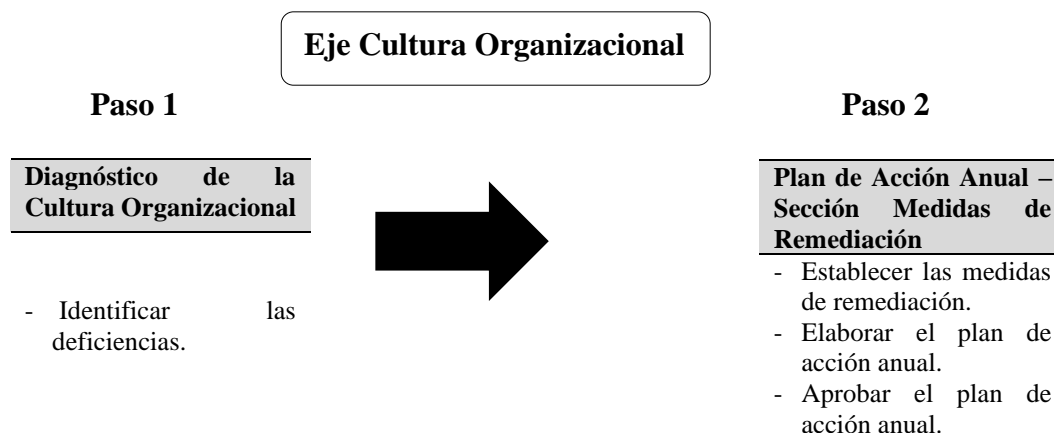 Eje Cultura Organizacional
Paso 1
Diagnóstico de la
Cultura Organizacional
- Identificar las
deficiencias.
Paso 2
Plan de Acción Anual –
Sección Medidas de
Remediación
- Establecer las medidas
de remediación.
- Elaborar el plan de
acción anual.
- Aprobar el plan de
acción anual.